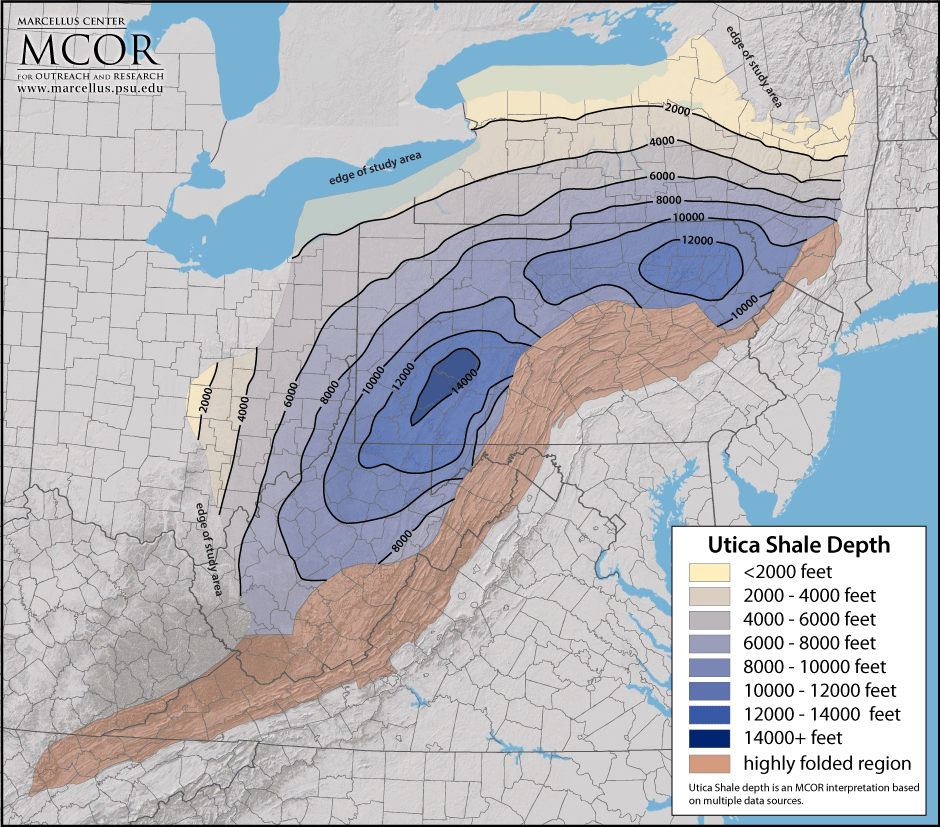 MARCELLUS CENTER
MCOR
FOR OUTREACH AND RESEARCH
www.marcellus.psu.edu
edge of study area
edge of study area
2000
4000
6000
8000
10000
12000
10000
2000
4000
6000
8000
10000
12000
14000
8000
edge of study area
Utica Shale Depth
<2000 feet
2000 - 4000 feet
4000 - 6000 feet
6000 - 8000 feet
8000 - 10000 feet
10000 - 12000 feet
12000 - 14000 feet
14000+ feet
highly folded region
Utica Shale depth is an MCOR interpretation based
on multiple data sources.